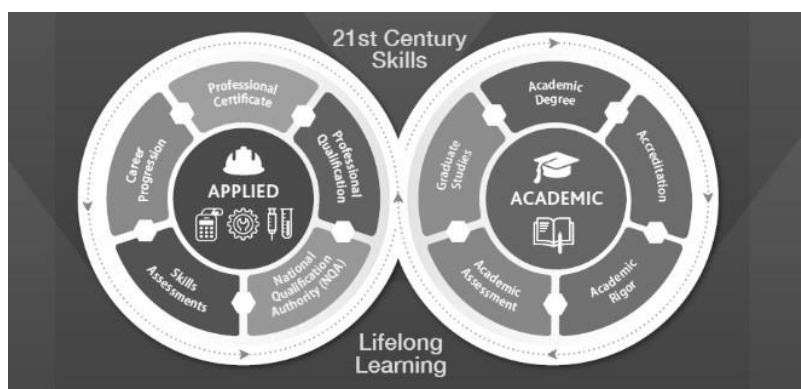 21st Century
Skills
Professional
Certificate
Professional
Qualification
National
Qualification
Authority (NQA)
Skills
Assessments
Career
Progression
APPLIED
Academic
Degree
Accreditation
Academic
Rigor
Academic
Assessment
Graduate
Studies
ACADEMIC
Lifelong
Learning